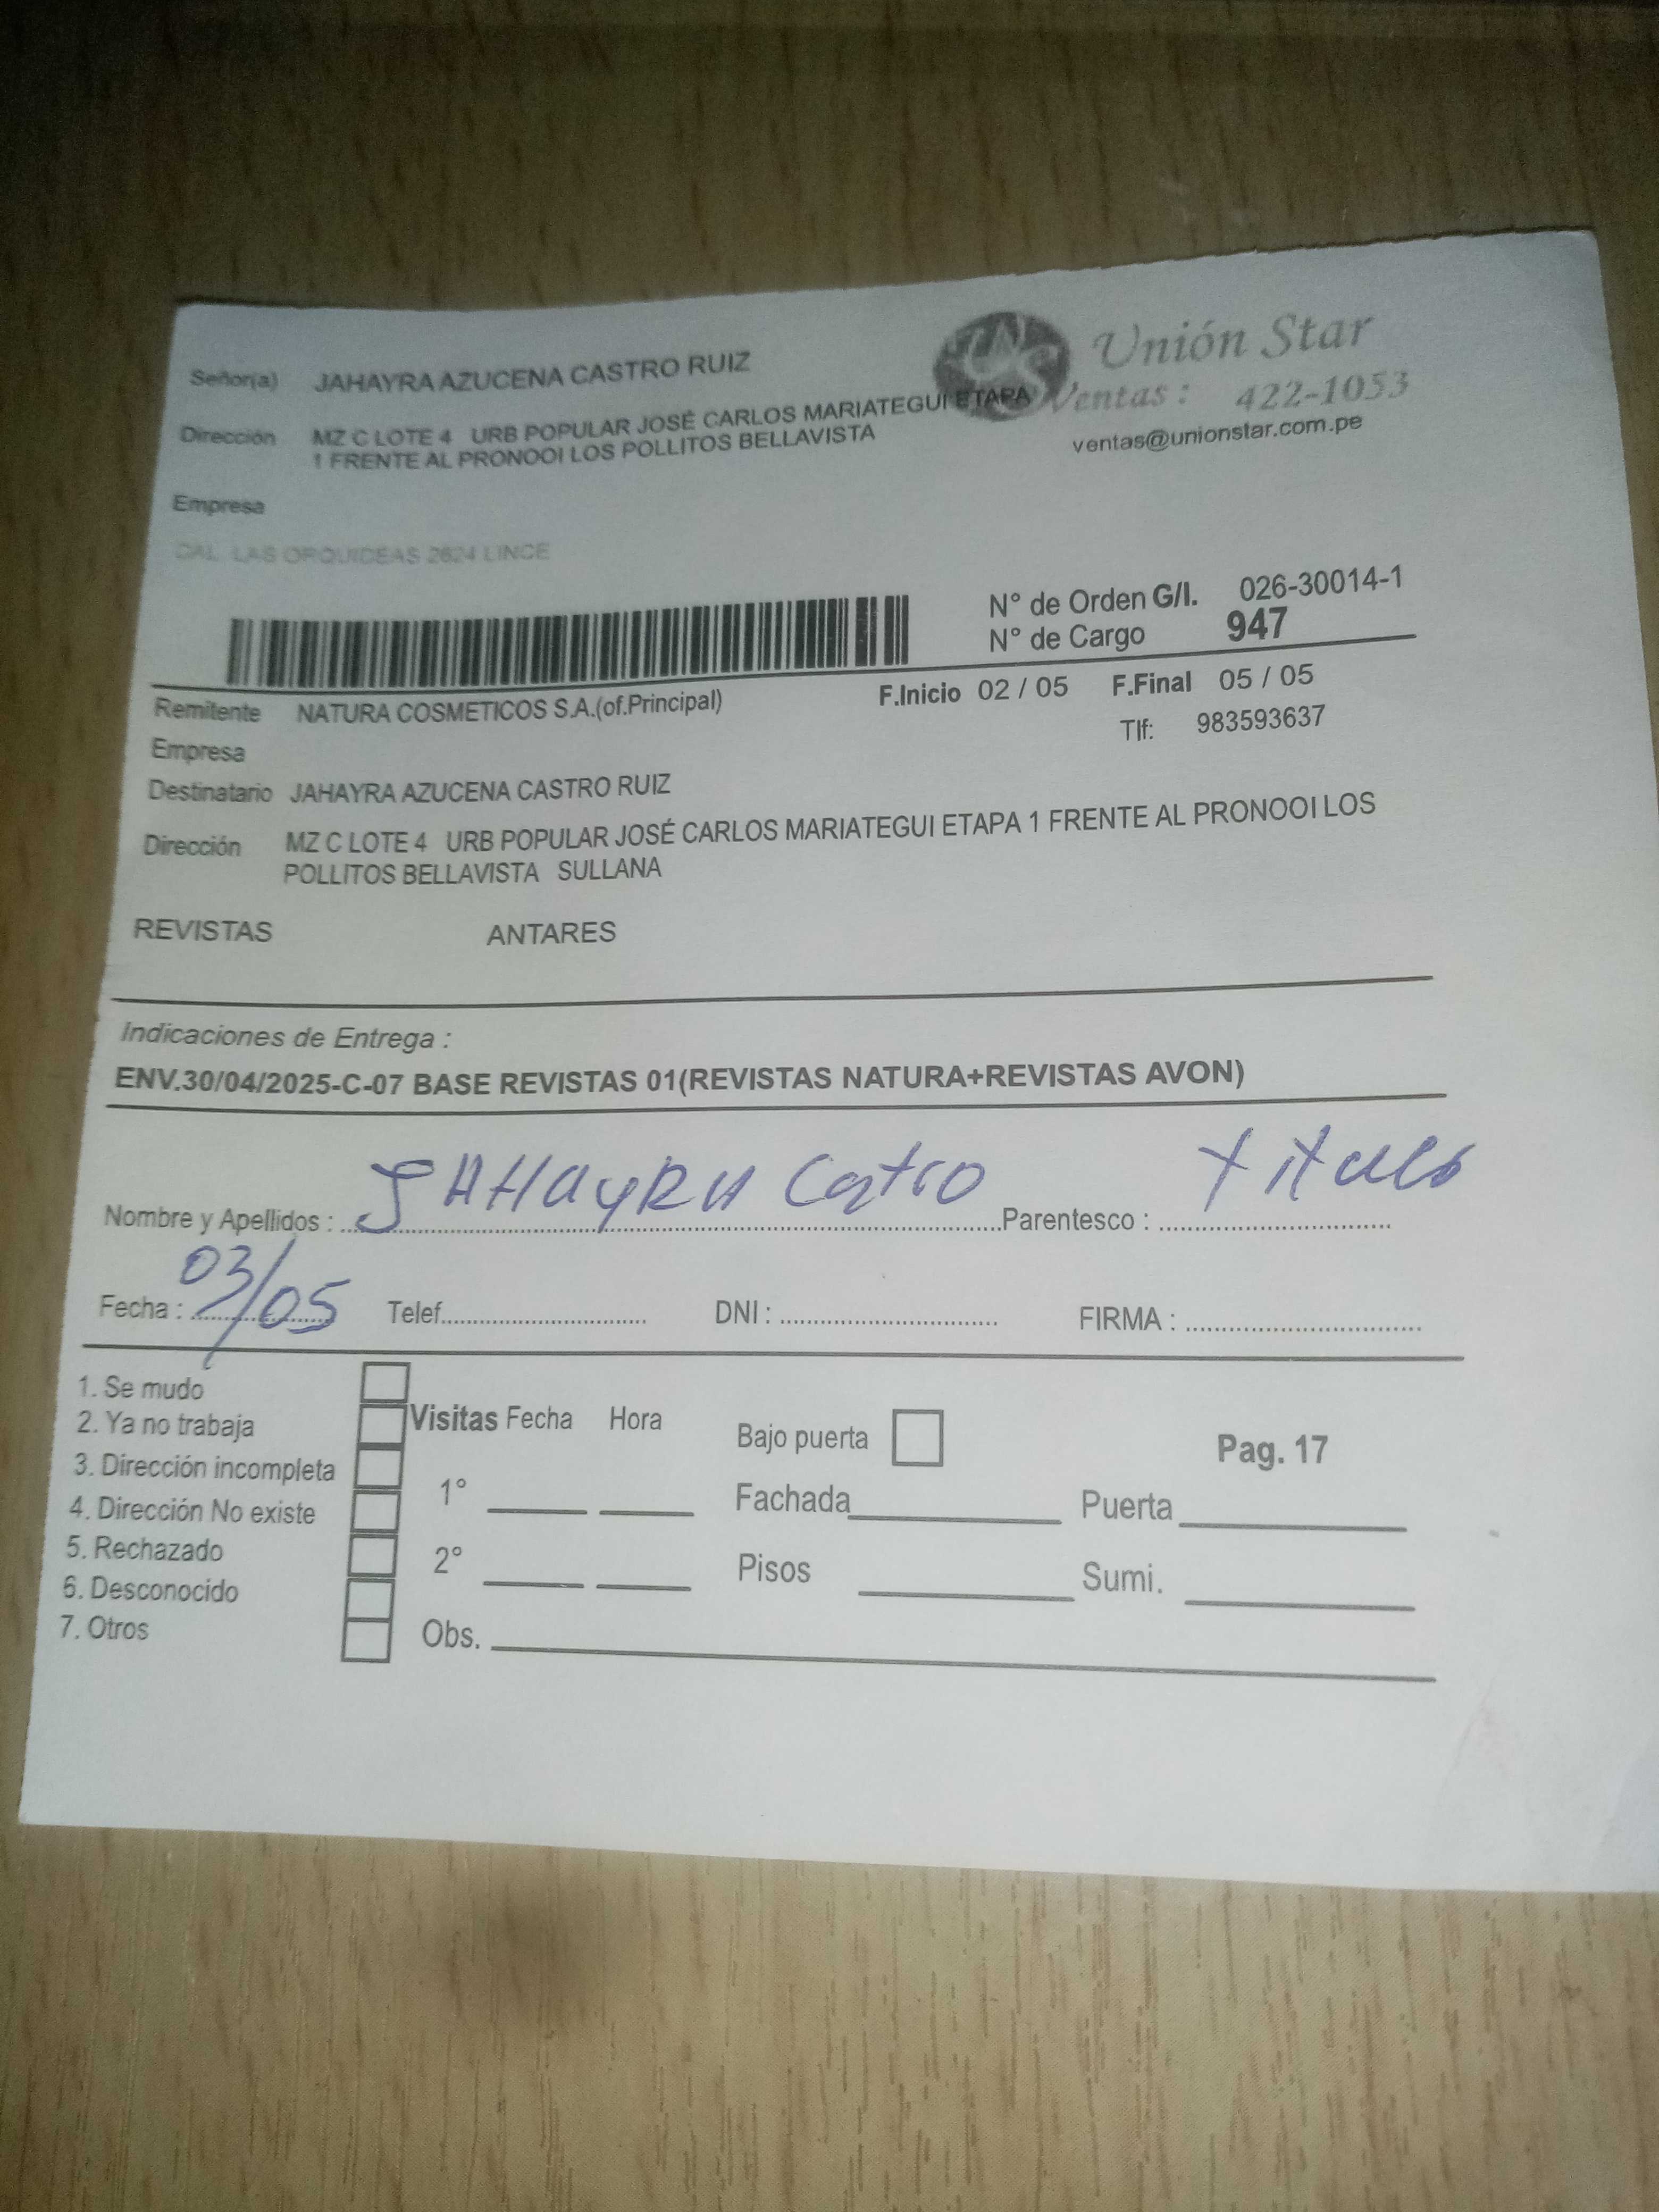 Señor(a) JAHAYRA AZUCENA CASTRO RUIZ
Unión Star
Ventas : 422-1053
ventas@unionstar.com.pe
Dirección MZ C LOTE 4 URB POPULAR JOSÉ CARLOS MARIATEGUI ETAPA
1 FRENTE AL PRONOOI LOS POLLITOS BELLAVISTA
Empresa
CAL. LAS ORQUIDEAS 2624 LINCE
N° de Orden G/I. 026-30014-1
N° de Cargo 947
Remitente NATURA COSMETICOS S.A.(of.Principal) F.Inicio 02 / 05 F.Final 05 / 05
Empresa Tlf: 983593637
Destinatario JAHAYRA AZUCENA CASTRO RUIZ
Dirección MZ C LOTE 4 URB POPULAR JOSÉ CARLOS MARIATEGUI ETAPA 1 FRENTE AL PRONOOI LOS
POLLITOS BELLAVISTA SULLANA
REVISTAS ANTARES
Indicaciones de Entrega :
ENV.30/04/2025-C-07 BASE REVISTAS 01(REVISTAS NATURA+REVISTAS AVON)
Nombre y Apellidos : JAHAYRA Castro Parentesco :
Fecha : 03/05 Telef. DNI : FIRMA :
1. Se mudo
2. Ya no trabaja
3. Dirección incompleta
4. Dirección No existe
5. Rechazado
6. Desconocido
7. Otros
Visitas Fecha Hora
1°
2°
Obs.
Bajo puerta
Fachada
Pisos
Pag. 17
Puerta
Sumi.